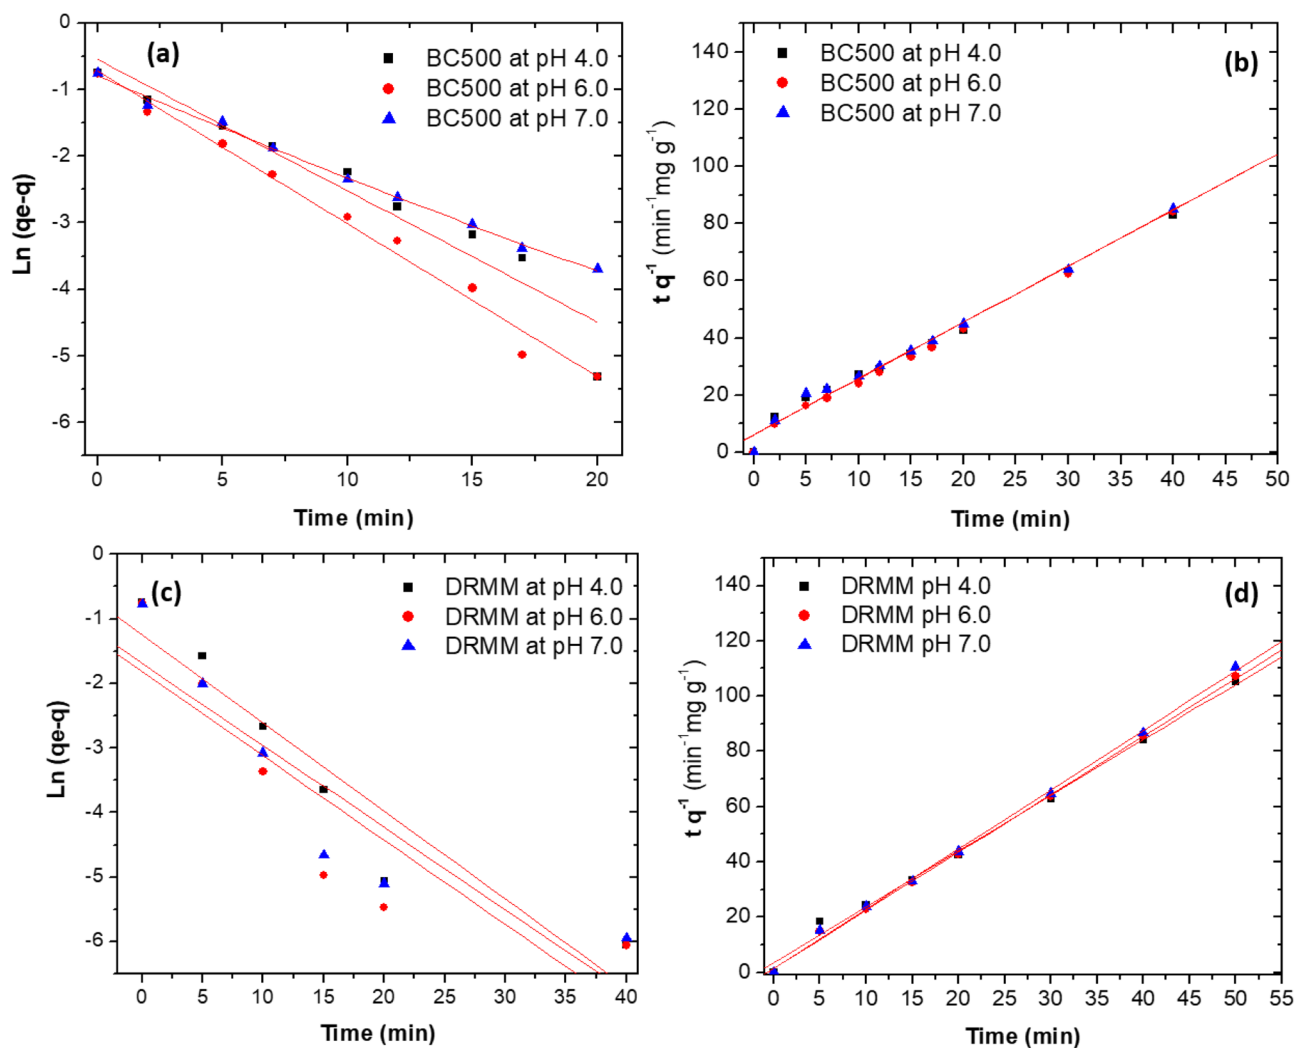 (a)
BC500 at pH 4.0
BC500 at pH 6.0
BC500 at pH 7.0
0
-1
-2
-3
-4
-5
-6
Ln (qe-q)
0 5 10 15 20
Time (min)
(b)
BC500 at pH 4.0
BC500 at pH 6.0
BC500 at pH 7.0
140
120
100
80
60
40
20
0
t q⁻¹ (min⁻¹mg g⁻¹)
0 5 10 15 20 25 30 35 40 45 50
Time (min)
(c)
DRMM at pH 4.0
DRMM at pH 6.0
DRMM at pH 7.0
0
-1
-2
-3
-4
-5
-6
Ln (qe-q)
0 5 10 15 20 25 30 35 40
Time (min)
(d)
DRMM pH 4.0
DRMM pH 6.0
DRMM pH 7.0
140
120
100
80
60
40
20
0
t q⁻¹ (min⁻¹mg g⁻¹)
0 5 10 15 20 25 30 35 40 45 50 55
Time (min)